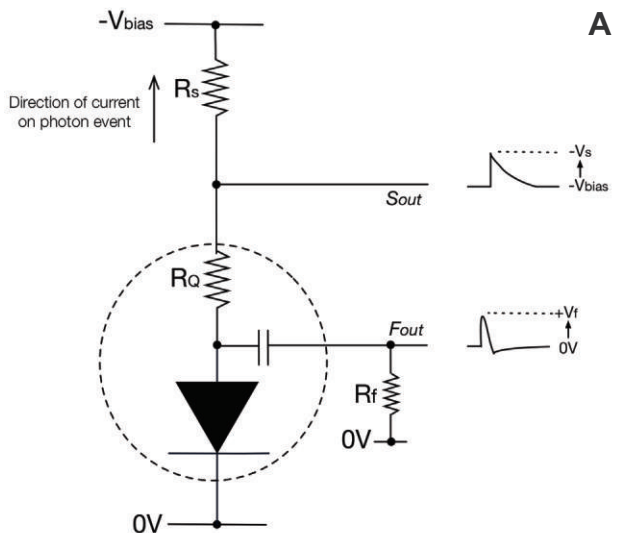 A
-Vbias
Rs
Direction of current
on photon event
-Vs
-Vbias
Sout
RQ
Fout
+Vf
0V
Rf
0V
0V